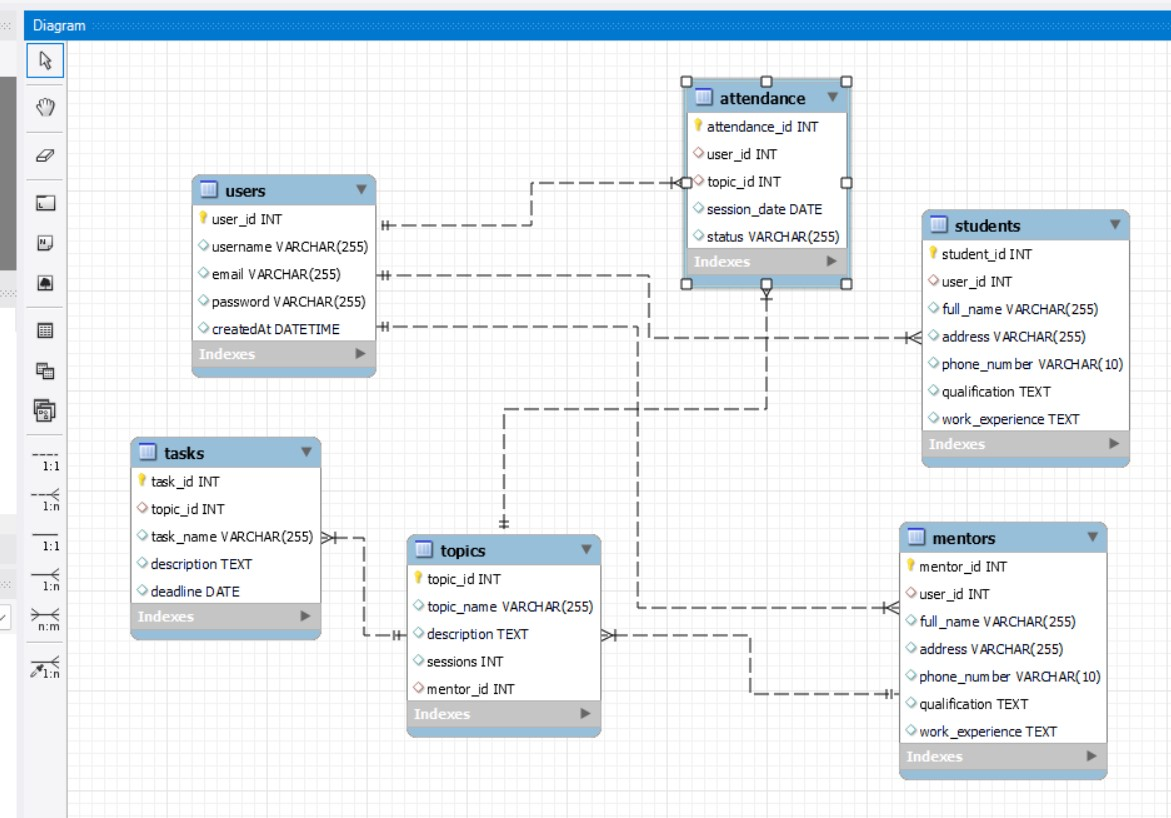 Diagram
attendance
attendance_id INT
user_id INT
topic_id INT
session_date DATE
status VARCHAR(255)
Indexes
users
user_id INT
username VARCHAR(255)
email VARCHAR(255)
password VARCHAR(255)
createdAt DATETIME
Indexes
students
student_id INT
user_id INT
full_name VARCHAR(255)
address VARCHAR(255)
phone_number VARCHAR(10)
qualification TEXT
work_experience TEXT
Indexes
tasks
task_id INT
topic_id INT
task_name VARCHAR(255)
description TEXT
deadline DATE
Indexes
topics
topic_id INT
topic_name VARCHAR(255)
description TEXT
sessions INT
mentor_id INT
Indexes
mentors
mentor_id INT
user_id INT
full_name VARCHAR(255)
address VARCHAR(255)
phone_number VARCHAR(10)
qualification TEXT
work_experience TEXT
Indexes
1:1
1:n
1:1
1:n
n:m
1:n